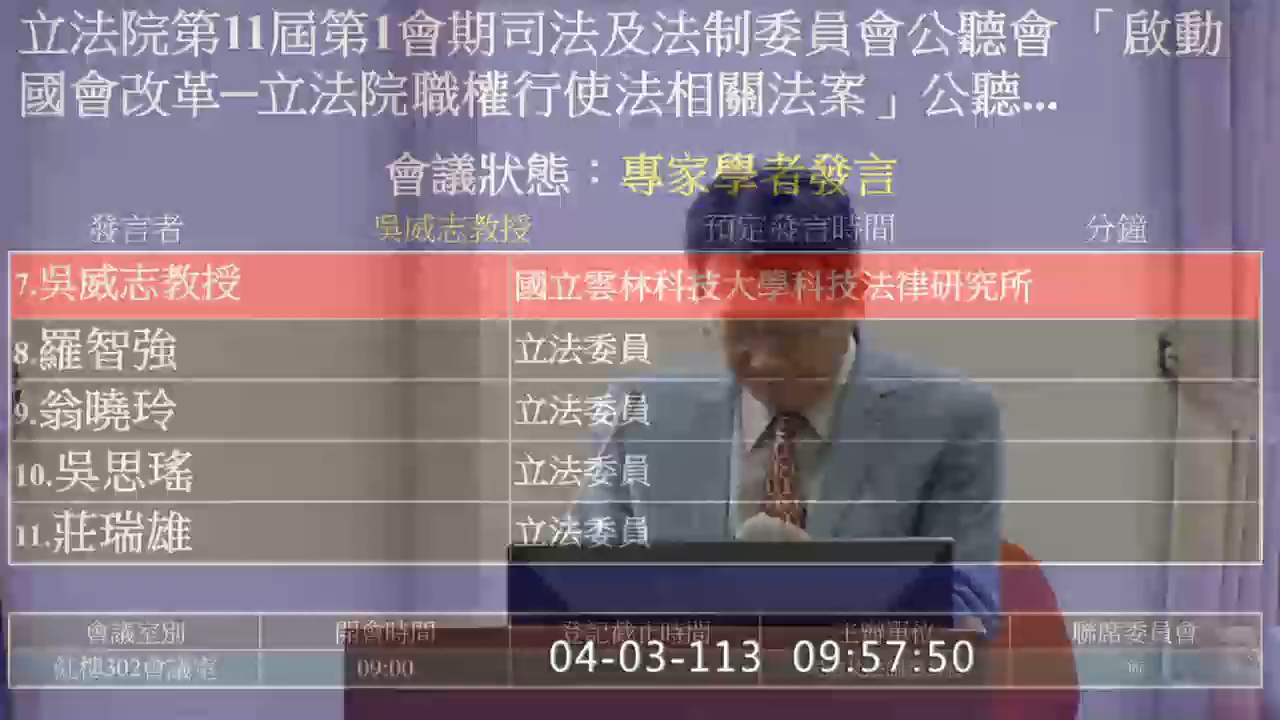 立法院第11屆第1會期司法及法制委員會公聽會「啟動
國會改革─立法院職權行使法相關法案」公聽...
會議狀態：專家學者發言
發言者 吳威志教授 預定發言時間 分鐘
7.吳威志教授 國立雲林科技大學科技法律研究所
8.羅智強 立法委員
9.翁曉玲 立法委員
10.吳思瑤 立法委員
11.莊瑞雄 立法委員
會議室別 開會時間 登記截止時間 主辦單位 聯席委員會
紅樓302會議室 09:00
04-03-113 09:57:50